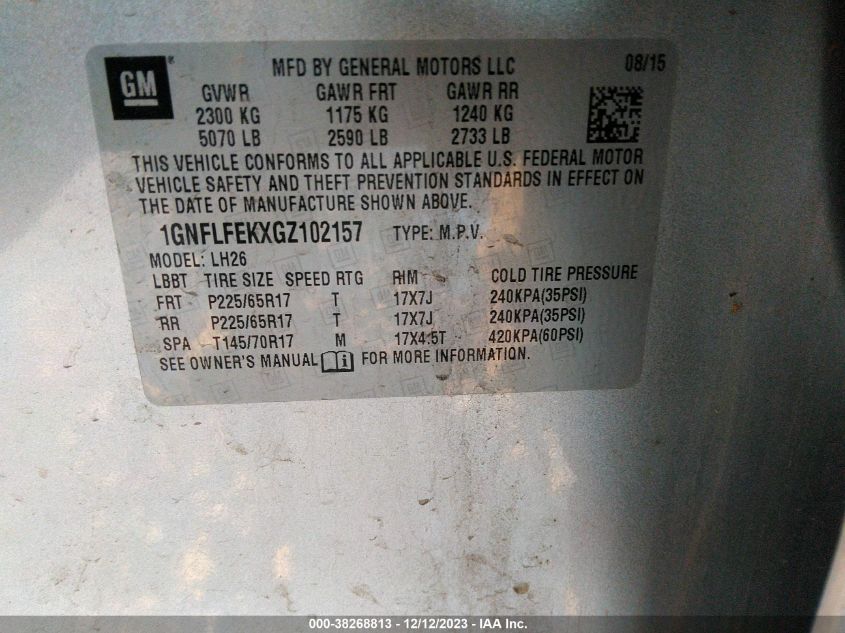 GM ®
MFD BY GENERAL MOTORS LLC 08/15
GVWR GAWR FRT GAWR RR
2300 KG 1175 KG 1240 KG
5070 LB 2590 LB 2733 LB
THIS VEHICLE CONFORMS TO ALL APPLICABLE U.S. FEDERAL MOTOR
VEHICLE SAFETY AND THEFT PREVENTION STANDARDS IN EFFECT ON
THE DATE OF MANUFACTURE SHOWN ABOVE.
1GNFLFEKXGZ102157 TYPE: M.P.V.
MODEL: LH26
LBBT TIRE SIZE SPEED RTG RIM COLD TIRE PRESSURE
FRT P225/65R17 T 17X7J 240KPA(35PSI)
RR P225/65R17 T 17X7J 240KPA(35PSI)
SPA T145/70R17 M 17X4.5T 420KPA(60PSI)
SEE OWNER'S MANUAL FOR MORE INFORMATION.
000-38268813 - 12/12/2023 - IAA Inc.